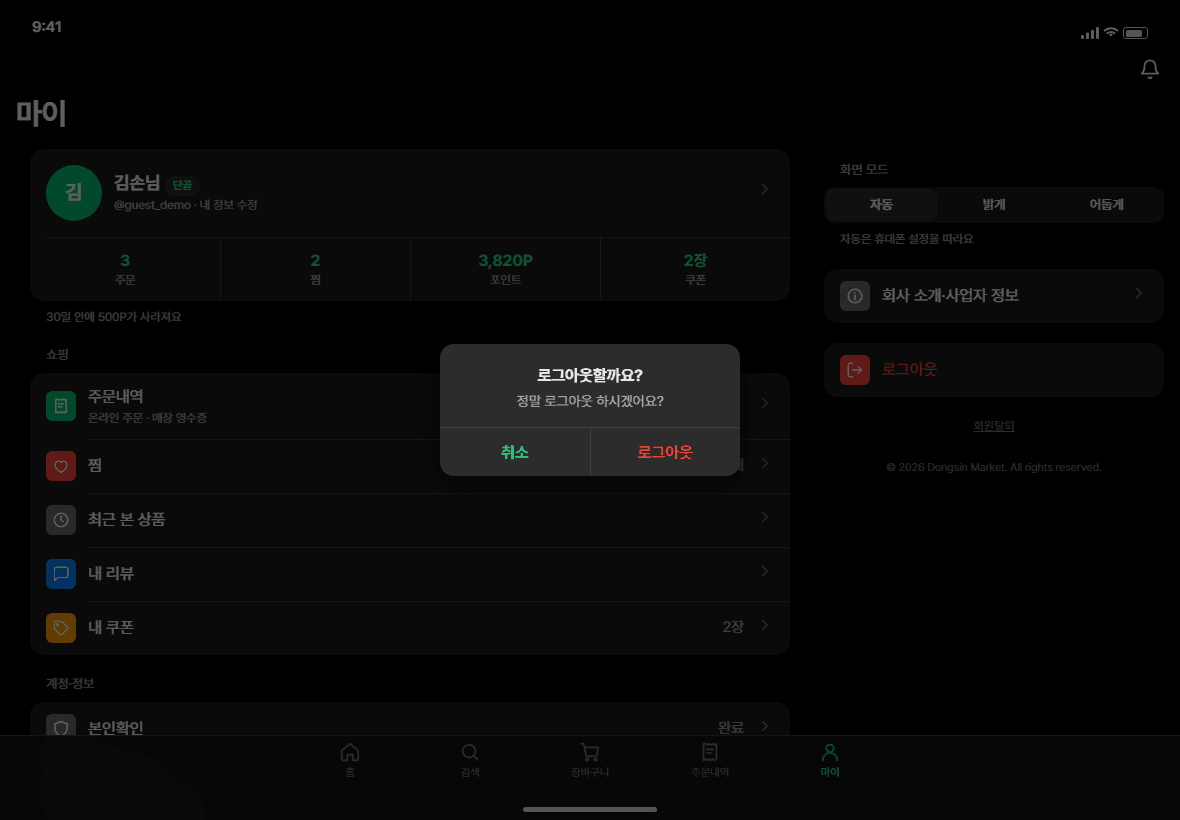 9:41
마이
김
김손님 단골
@guest_demo · 내 정보 수정
3
주문
2
찜
3,820P
포인트
2장
쿠폰
30일 안에 500P가 사라져요
쇼핑
주문내역
온라인 주문 · 매장 영수증
찜
최근 본 상품
내 리뷰
내 쿠폰 2장
계정·정보
본인확인 완료
화면 모드
자동 밝게 어둡게
자동은 휴대폰 설정을 따라요
회사 소개·사업자 정보
로그아웃
회원탈퇴
© 2026 Dongsin Market. All rights reserved.
로그아웃할까요?
정말 로그아웃 하시겠어요?
취소 로그아웃
홈 검색 장바구니 주문내역 마이